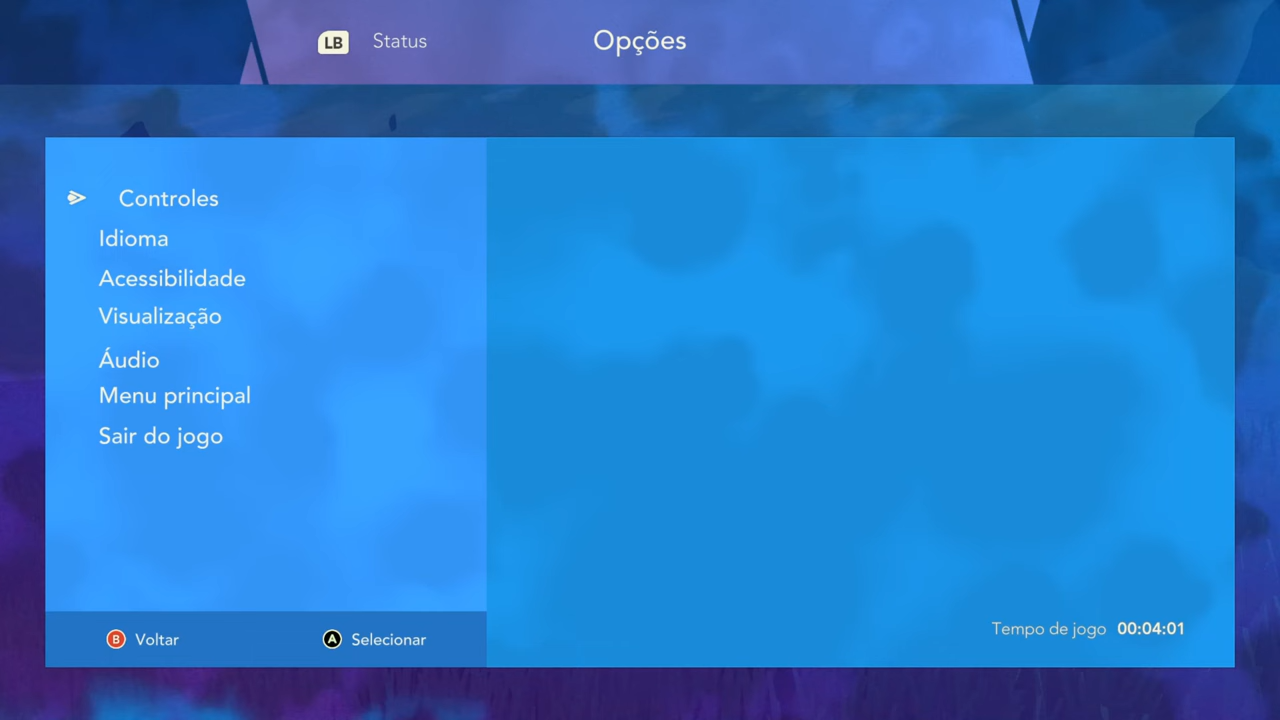 LB Status Opções
Controles
Idioma
Acessibilidade
Visualização
Áudio
Menu principal
Sair do jogo
Tempo de jogo 00:04:01
B Voltar A Selecionar